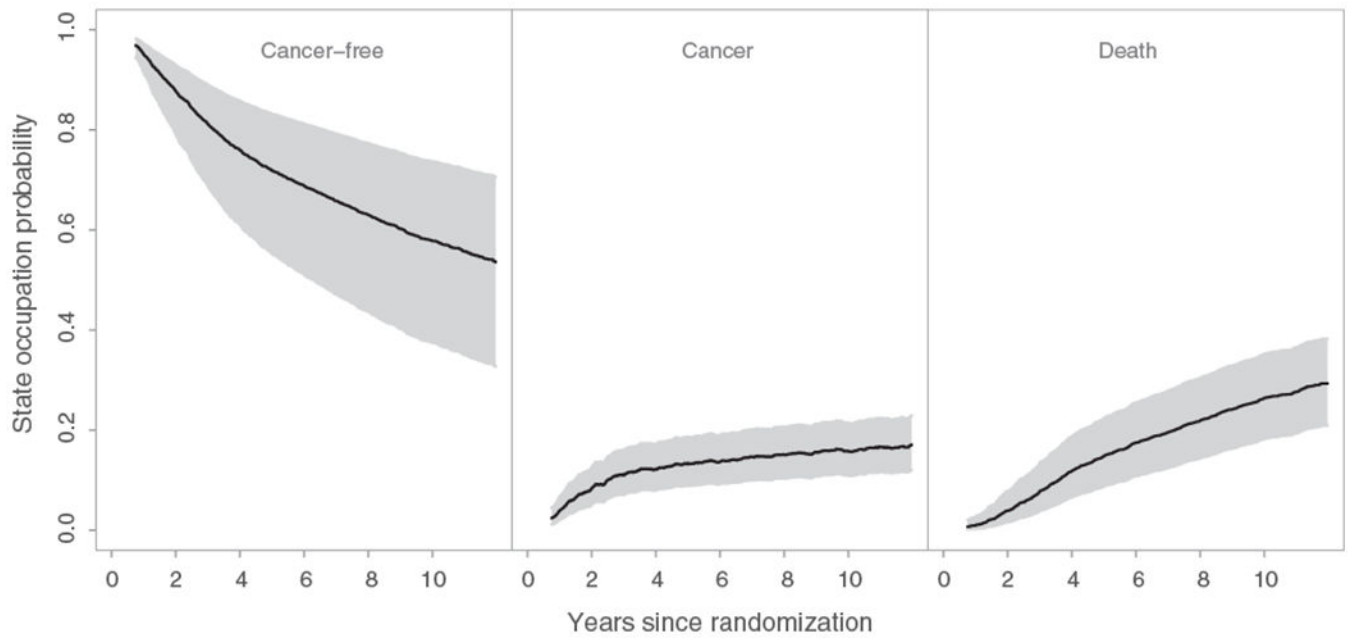 Cancer–free
Cancer
Death
State occupation probability
1.0
0.8
0.6
0.4
0.2
0.0
0 2 4 6 8 10
0 2 4 6 8 10
0 2 4 6 8 10
Years since randomization